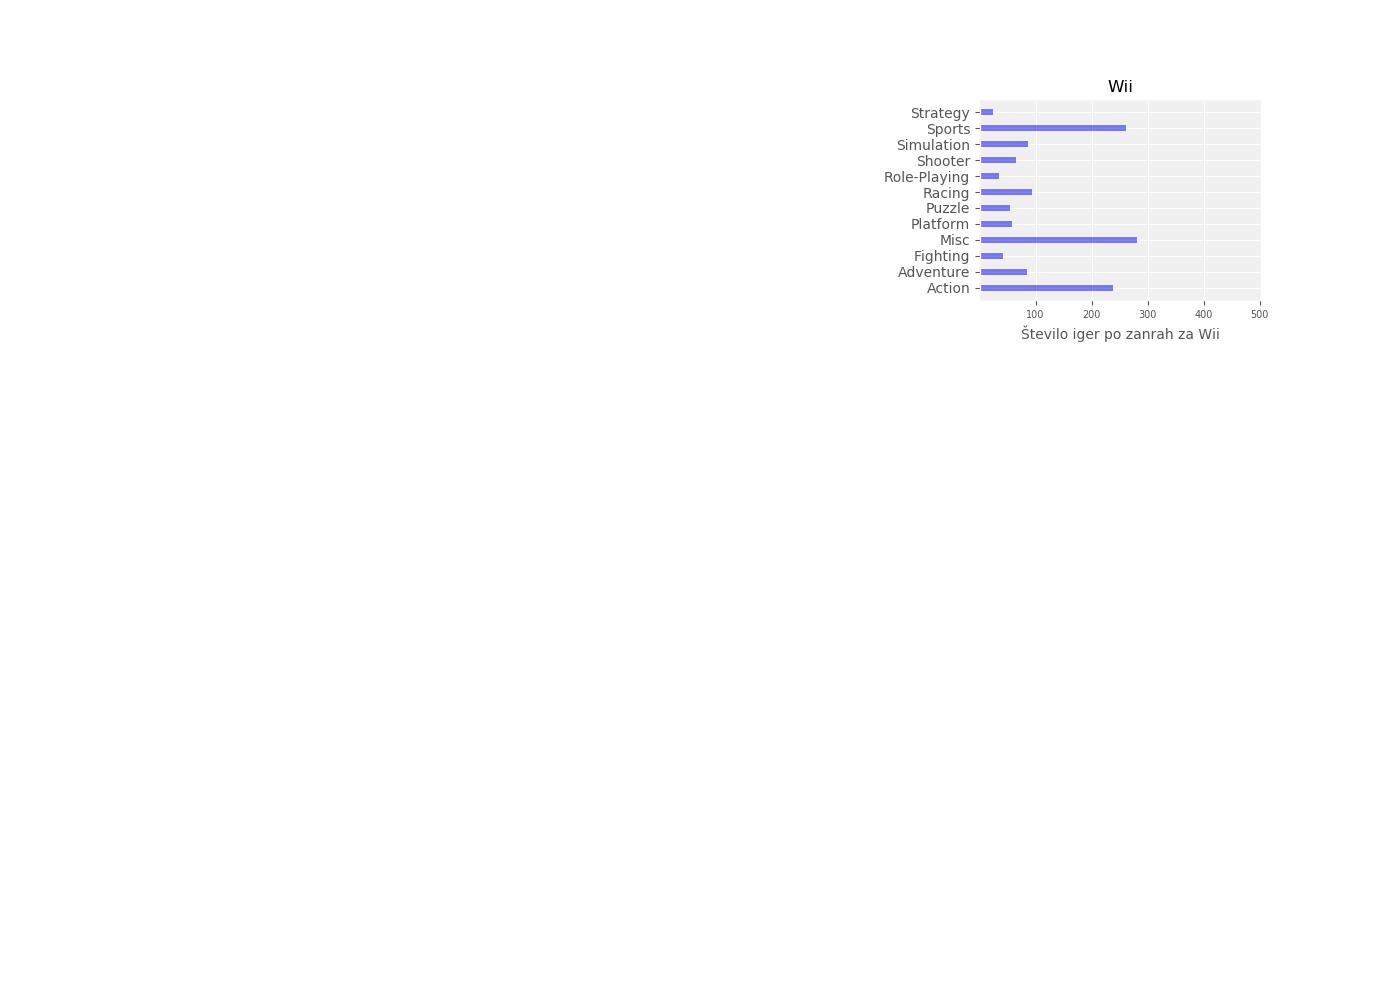 Wii
Strategy
Sports
Simulation
Shooter
Role-Playing
Racing
Puzzle
Platform
Misc
Fighting
Adventure
Action
100 200 300 400 500
Število iger po zanrah za Wii